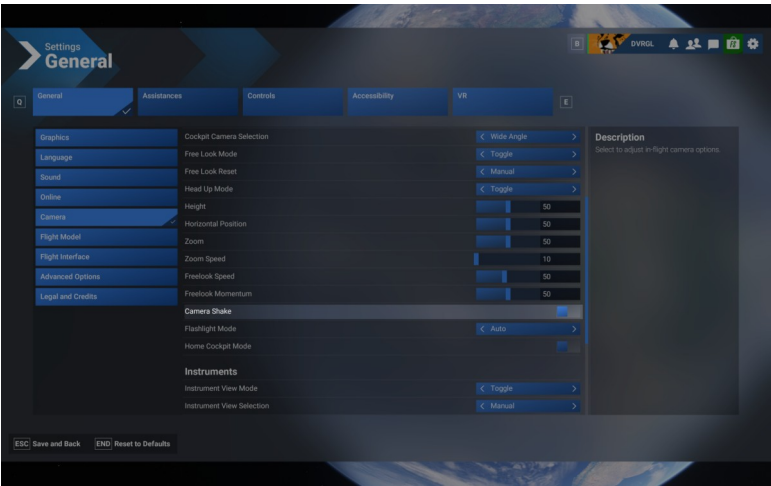 Settings
General
B
DVRGL
Q
General
Assistances
Controls
Accessibility
VR
E
Graphics
Language
Sound
Online
Camera
Flight Model
Flight Interface
Advanced Options
Legal and Credits
Cockpit Camera Selection
Wide Angle
Free Look Mode
Toggle
Free Look Reset
Manual
Head Up Mode
Toggle
Height
50
Horizontal Position
50
Zoom
50
Zoom Speed
10
Freelook Speed
50
Freelook Momentum
50
Camera Shake
Flashlight Mode
Auto
Home Cockpit Mode
Instruments
Instrument View Mode
Toggle
Instrument View Selection
Manual
Description
Select to adjust in-flight camera options.
ESC Save and Back
END Reset to Defaults